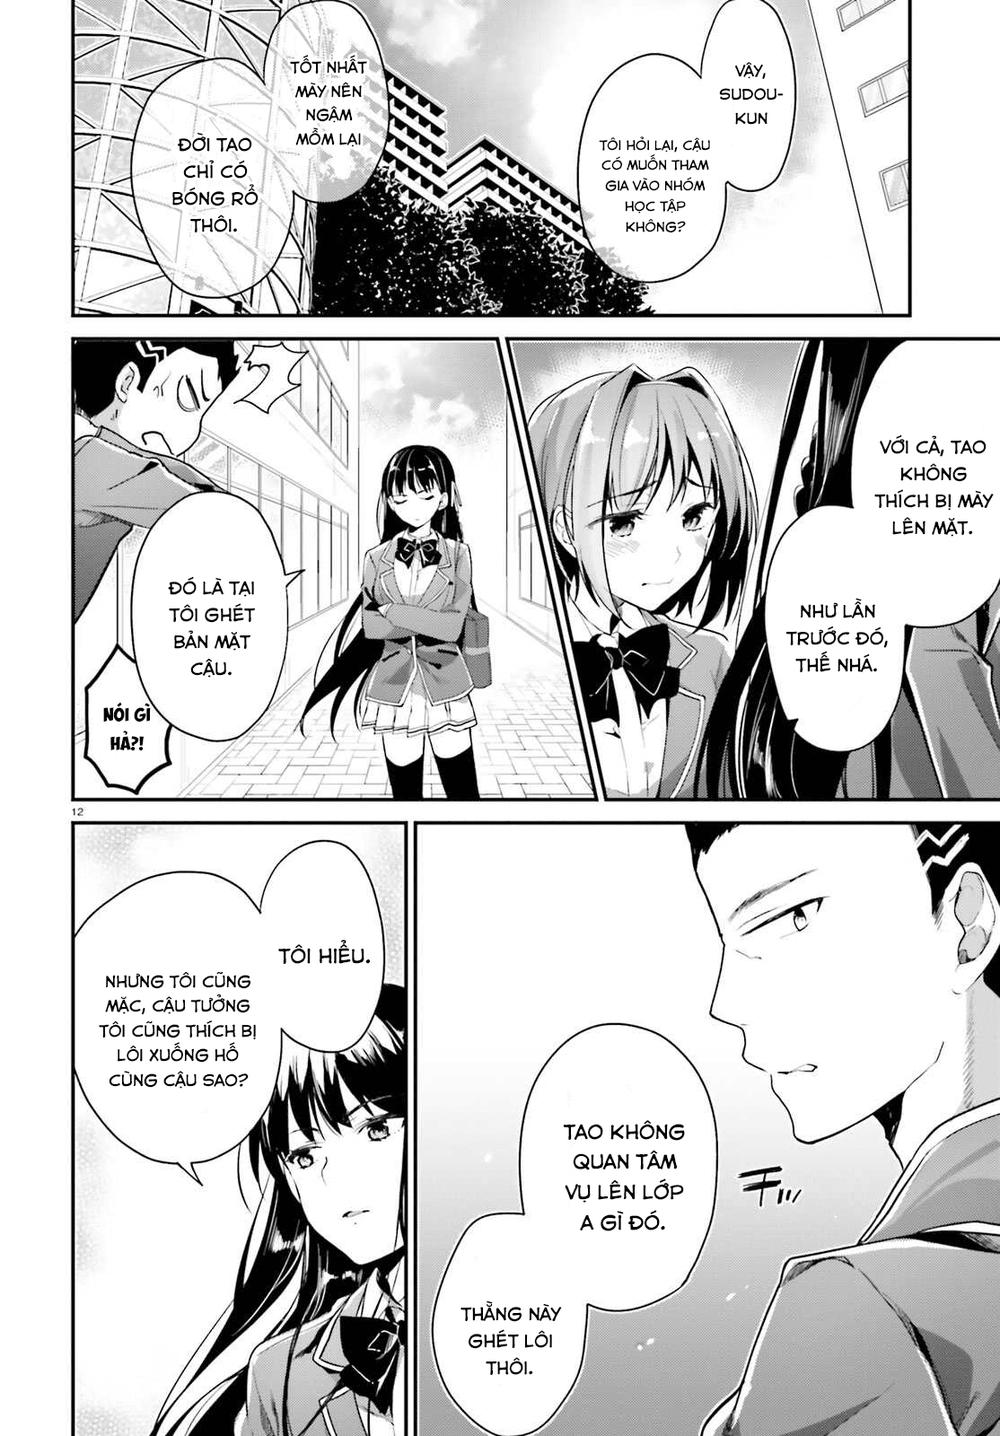 VẬY,
SUDOU-
KUN
TÔI HỎI LẠI, CẬU
CÓ MUỐN THAM
GIA VÀO NHÓM
HỌC TẬP
KHÔNG?
TỐT NHẤT
MÀY NÊN
NGẬM
MỒM LẠI
ĐỜI TAO
CHỈ CÓ
BÓNG RỔ
THÔI.
VỚI CẢ, TAO
KHÔNG
THÍCH BỊ MÀY
LÊN MẶT.
NHƯ LẦN
TRƯỚC ĐÓ,
THẾ NHÁ.
ĐÓ LÀ TẠI
TÔI GHÉT
BẢN MẶT
CẬU.
NÓI GÌ
HẢ?!
12
TAO KHÔNG
QUAN TÂM
VỤ LÊN LỚP
A GÌ ĐÓ.
THẰNG NÀY
GHÉT LÔI
THÔI.
TÔI HIỂU.
NHƯNG TÔI CŨNG
MẶC, CẬU TƯỞNG
TÔI CŨNG THÍCH BỊ
LÔI XUỐNG HỐ
CÙNG CẬU SAO?